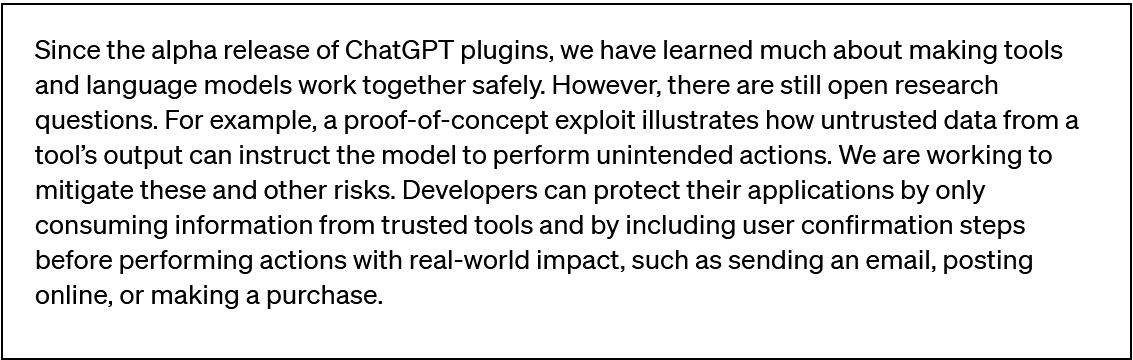 Since the alpha release of ChatGPT plugins, we have learned much about making tools
and language models work together safely. However, there are still open research
questions. For example, a proof-of-concept exploit illustrates how untrusted data from a
tool’s output can instruct the model to perform unintended actions. We are working to
mitigate these and other risks. Developers can protect their applications by only
consuming information from trusted tools and by including user confirmation steps
before performing actions with real-world impact, such as sending an email, posting
online, or making a purchase.